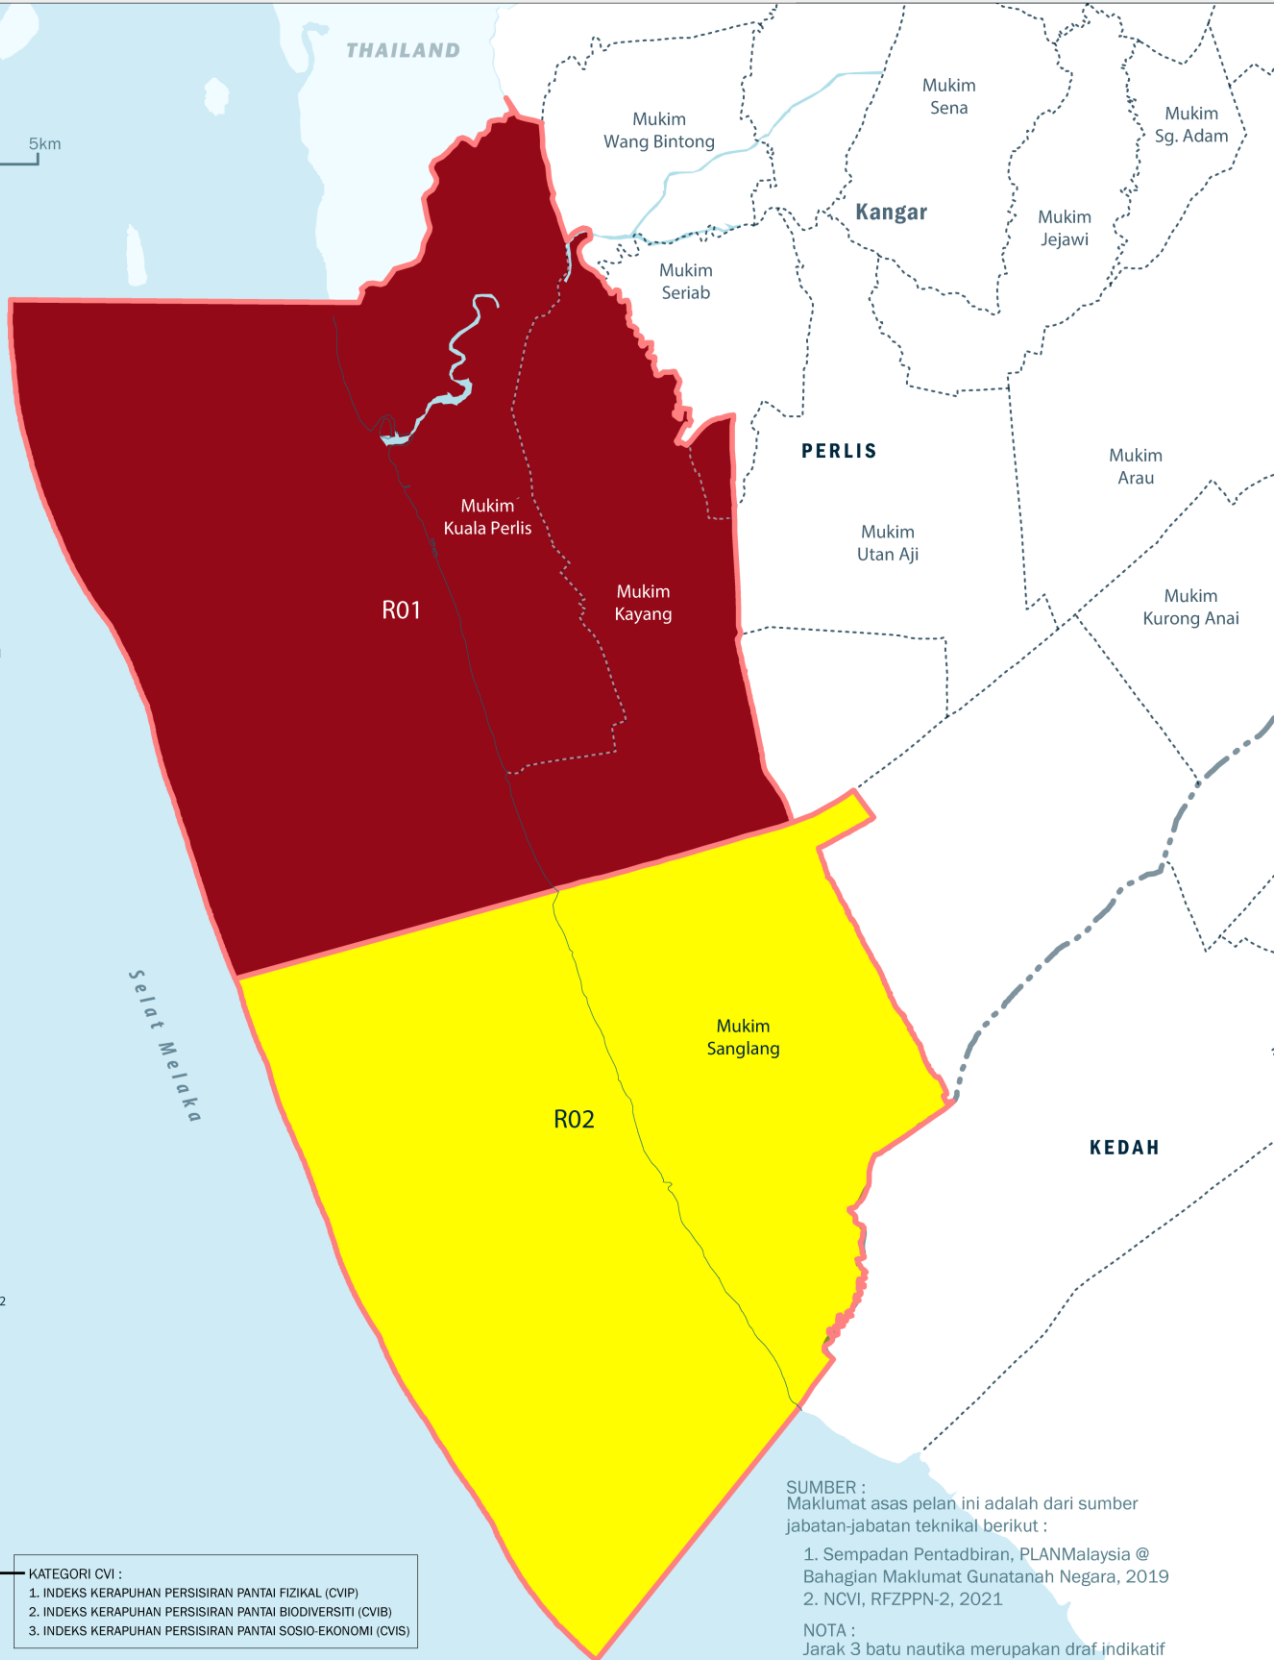 THAILAND
5km
Mukim
Wang Bintong
Mukim
Sena
Mukim
Sg. Adam
Kangar
Mukim
Jejawi
Mukim
Seriab
PERLIS
Mukim
Arau
Mukim
Kuala Perlis
Mukim
Utan Aji
R01
Mukim
Kayang
Mukim
Kurong Anai
Selat Melaka
Mukim
Sanglang
R02
KEDAH
2
SUMBER :
Maklumat asas pelan ini adalah dari sumber
jabatan-jabatan teknikal berikut :
1. Sempadan Pentadbiran, PLANMalaysia @
Bahagian Maklumat Gunatanah Negara, 2019
2. NCVI, RFZPPN-2, 2021
NOTA :
Jarak 3 batu nautika merupakan draf indikatif
KATEGORI CVI :
1. INDEKS KERAPUHAN PERSISIRAN PANTAI FIZIKAL (CVIP)
2. INDEKS KERAPUHAN PERSISIRAN PANTAI BIODIVERSITI (CVIB)
3. INDEKS KERAPUHAN PERSISIRAN PANTAI SOSIO-EKONOMI (CVIS)